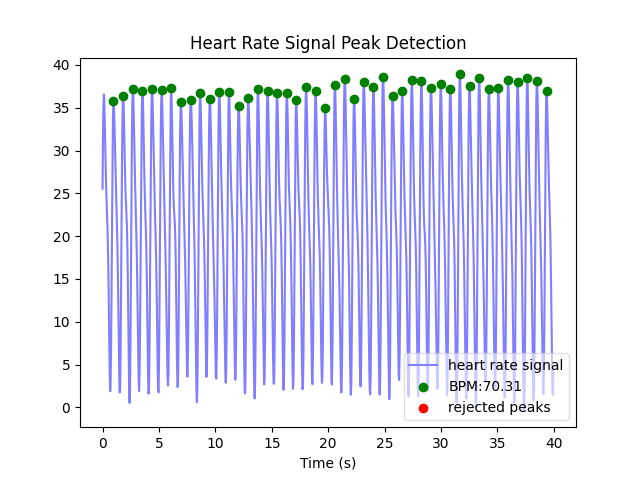 Heart Rate Signal Peak Detection
40
35
30
25
20
15
10
5
0
heart rate signal
BPM:70.31
rejected peaks
0 5 10 15 20 25 30 35 40
Time (s)